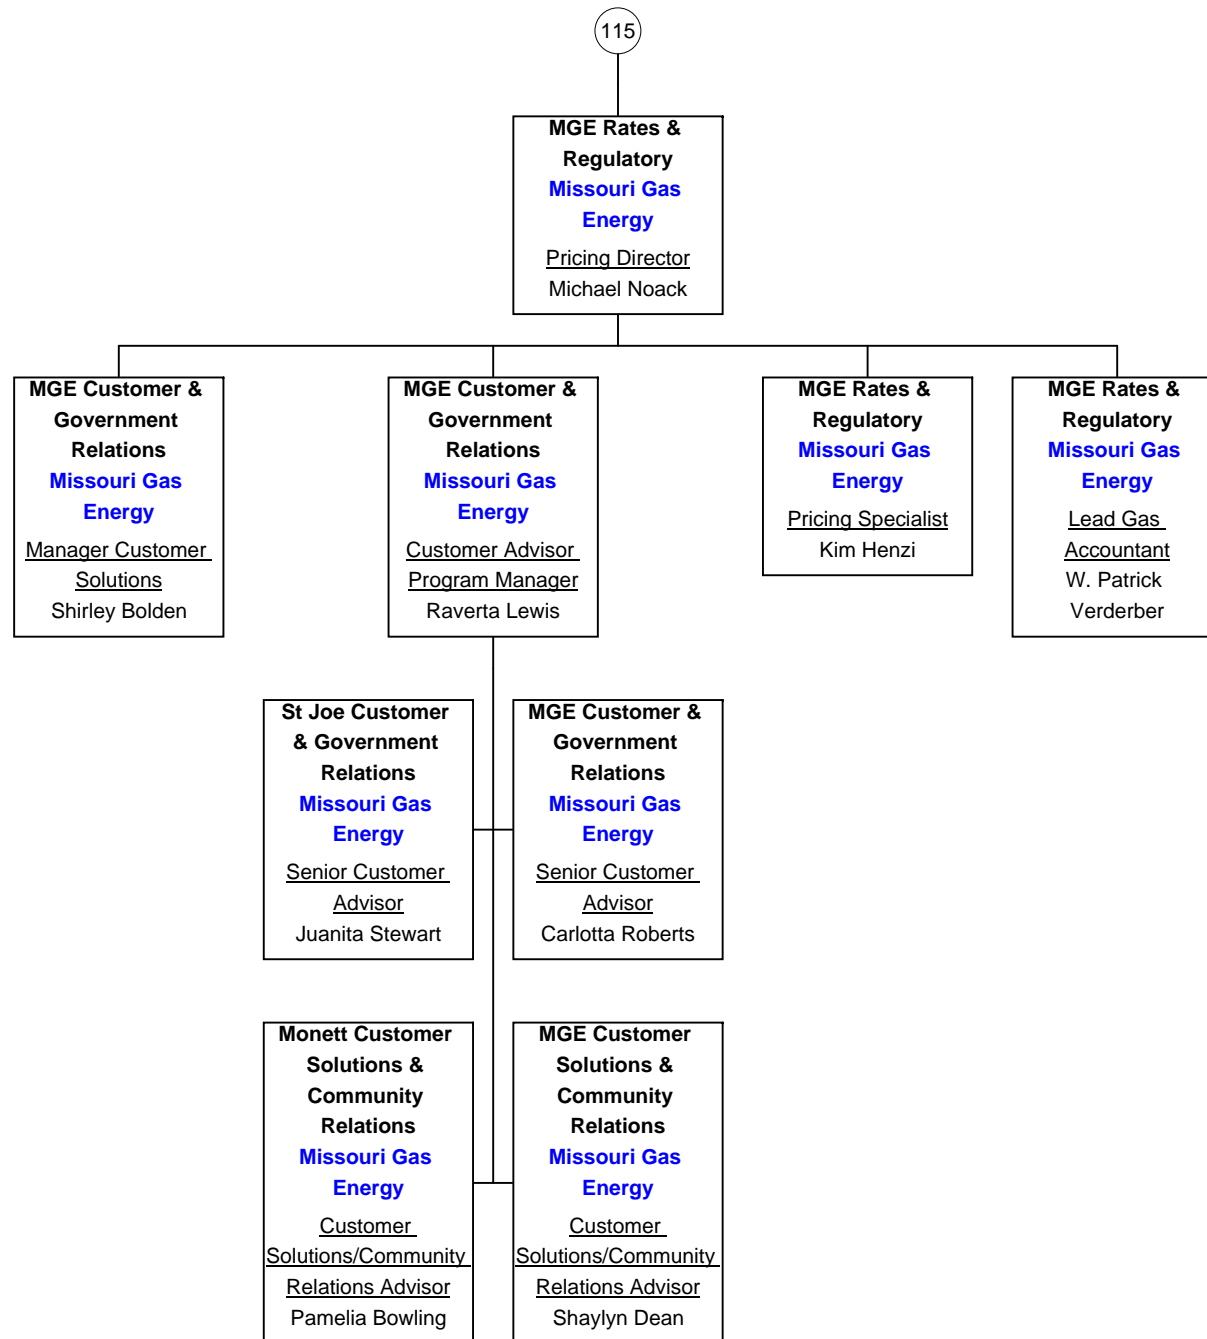 115
MGE Rates &
Regulatory
Missouri Gas
Energy
Pricing Director
Michael Noack
MGE Customer &
Government
Relations
Missouri Gas
Energy
Manager Customer
Solutions
Shirley Bolden
MGE Customer &
Government
Relations
Missouri Gas
Energy
Customer Advisor
Program Manager
Raverta Lewis
MGE Rates &
Regulatory
Missouri Gas
Energy
Pricing Specialist
Kim Henzi
MGE Rates &
Regulatory
Missouri Gas
Energy
Lead Gas
Accountant
W. Patrick
Verderber
St Joe Customer
& Government
Relations
Missouri Gas
Energy
Senior Customer
Advisor
Juanita Stewart
MGE Customer &
Government
Relations
Missouri Gas
Energy
Senior Customer
Advisor
Carlotta Roberts
Monett Customer
Solutions &
Community
Relations
Missouri Gas
Energy
Customer
Solutions/Community
Relations Advisor
Pamelia Bowling
MGE Customer
Solutions &
Community
Relations
Missouri Gas
Energy
Customer
Solutions/Community
Relations Advisor
Shaylyn Dean